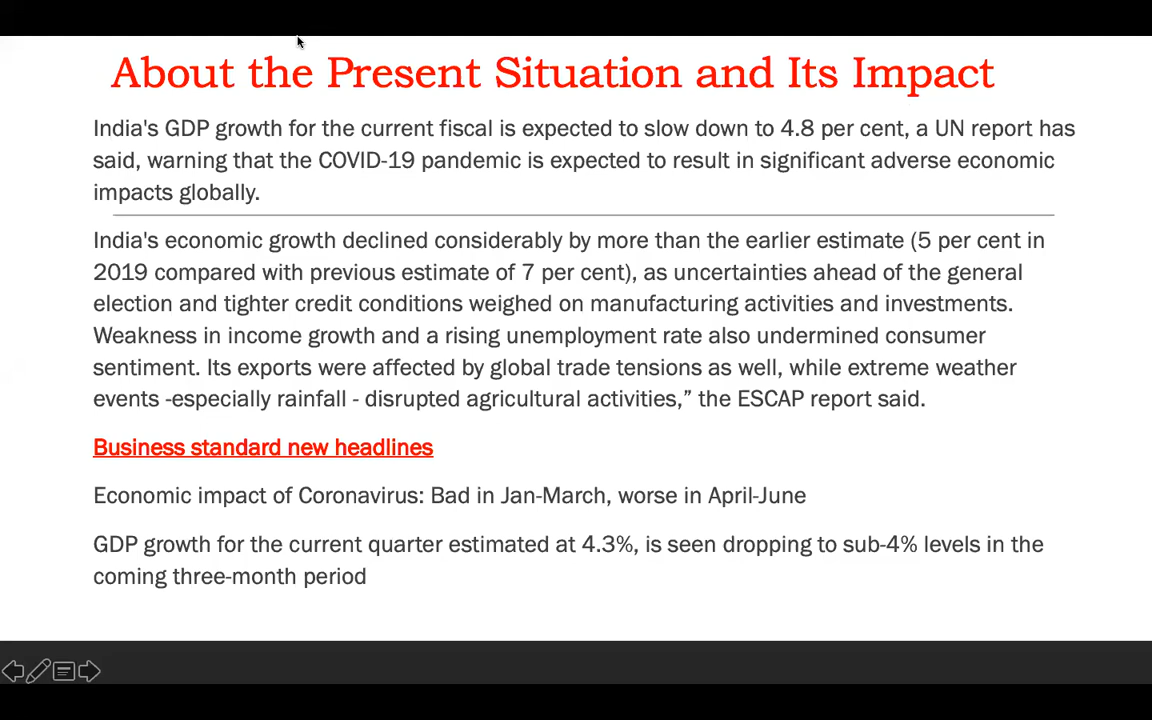 About the Present Situation and Its Impact
India's GDP growth for the current fiscal is expected to slow down to 4.8 per cent, a UN report has
said, warning that the COVID-19 pandemic is expected to result in significant adverse economic
impacts globally.
India's economic growth declined considerably by more than the earlier estimate (5 per cent in
2019 compared with previous estimate of 7 per cent), as uncertainties ahead of the general
election and tighter credit conditions weighed on manufacturing activities and investments.
Weakness in income growth and a rising unemployment rate also undermined consumer
sentiment. Its exports were affected by global trade tensions as well, while extreme weather
events -especially rainfall - disrupted agricultural activities,” the ESCAP report said.
Business standard new headlines
Economic impact of Coronavirus: Bad in Jan-March, worse in April-June
GDP growth for the current quarter estimated at 4.3%, is seen dropping to sub-4% levels in the
coming three-month period